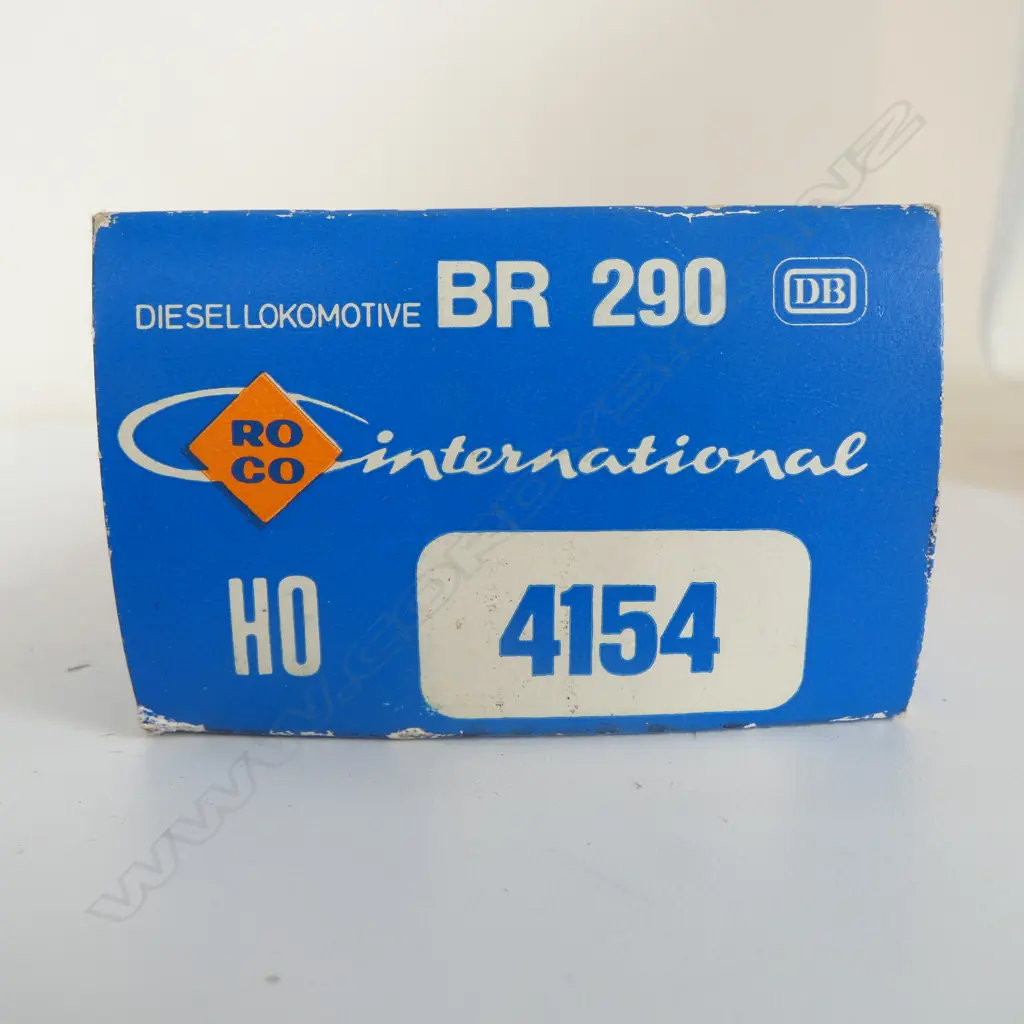 DIESELLOKOMOTIVE BR 290 DB
RO
CO
international
HO 4154